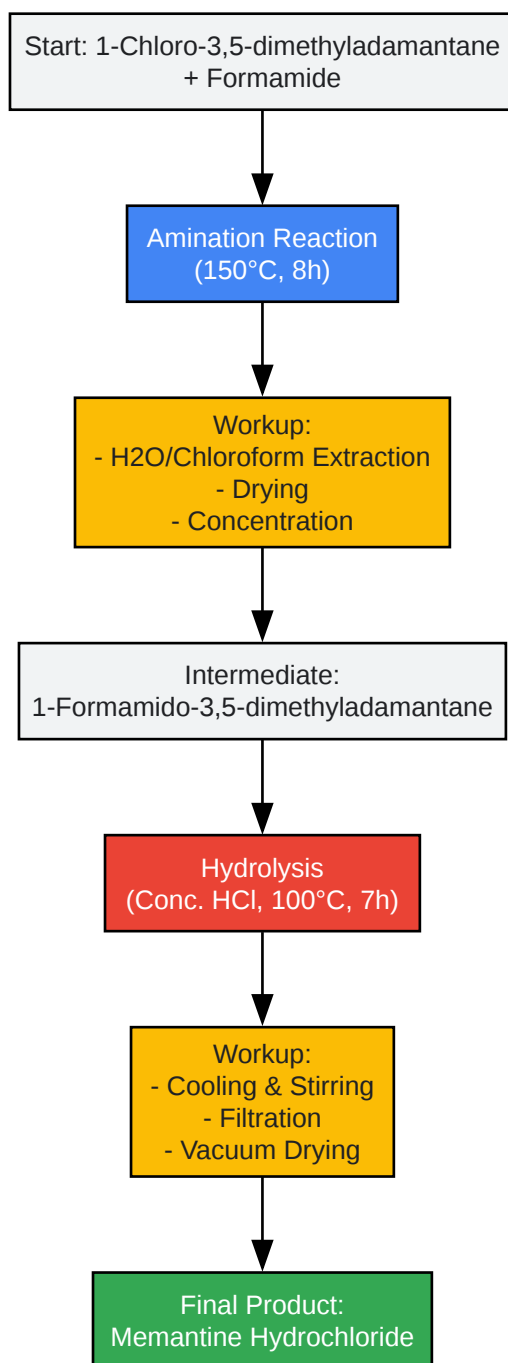 Start: 1-Chloro-3,5-dimethyladamantane
+ Formamide
Amination Reaction
(150°C, 8h)
Workup:
- H2O/Chloroform Extraction
- Drying
- Concentration
Intermediate:
1-Formamido-3,5-dimethyladamantane
Hydrolysis
(Conc. HCl, 100°C, 7h)
Workup:
- Cooling & Stirring
- Filtration
- Vacuum Drying
Final Product:
Memantine Hydrochloride